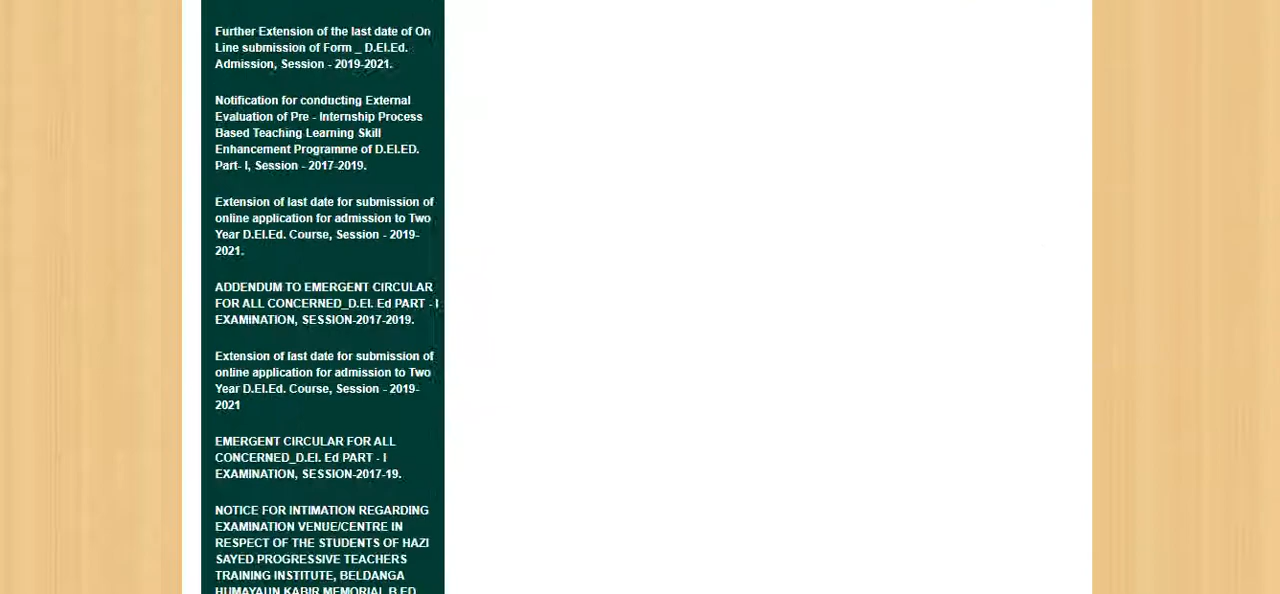 Further Extension of the last date of On
Line submission of Form _ D.El.Ed.
Admission, Session - 2019-2021.
Notification for conducting External
Evaluation of Pre - Internship Process
Based Teaching Learning Skill
Enhancement Programme of D.El.ED.
Part- I, Session - 2017-2019.
Extension of last date for submission of
online application for admission to Two
Year D.El.Ed. Course, Session - 2019-
2021.
ADDENDUM TO EMERGENT CIRCULAR
FOR ALL CONCERNED_D.El. Ed PART - I
EXAMINATION, SESSION-2017-2019.
Extension of last date for submission of
online application for admission to Two
Year D.El.Ed. Course, Session - 2019-
2021
EMERGENT CIRCULAR FOR ALL
CONCERNED_D.El. Ed PART - I
EXAMINATION, SESSION-2017-19.
NOTICE FOR INTIMATION REGARDING
EXAMINATION VENUE/CENTRE IN
RESPECT OF THE STUDENTS OF HAZI
SAYED PROGRESSIVE TEACHERS
TRAINING INSTITUTE, BELDANGA
HUMAYAUN KABIR MEMORIAL B.ED